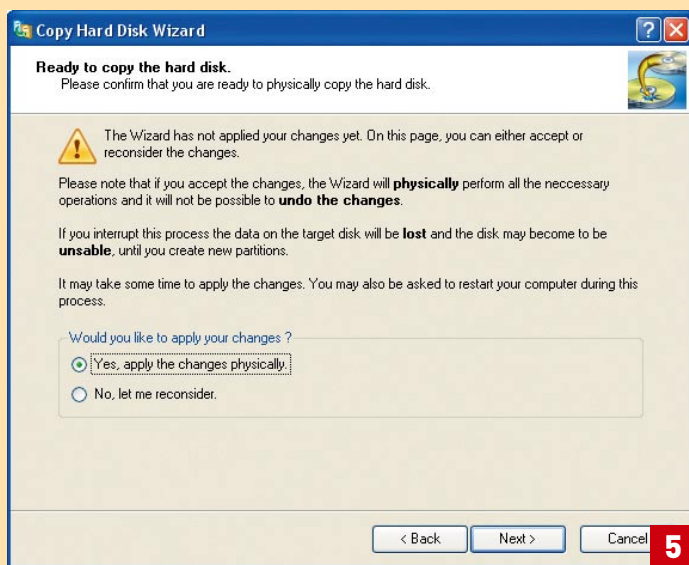 Copy Hard Disk Wizard
Ready to copy the hard disk.
Please confirm that you are ready to physically copy the hard disk.
The Wizard has not applied your changes yet. On this page, you can either accept or
reconsider the changes.
Please note that if you accept the changes, the Wizard will physically perform all the neccessary
operations and it will not be possible to undo the changes.
If you interrupt this process the data on the target disk will be lost and the disk may become to be
unsable, until you create new partitions.
It may take some time to apply the changes. You may also be asked to restart your computer during this
process.
Would you like to apply your changes ?
Yes, apply the changes physically.
No, let me reconsider.
< Back
Next >
Cancel
5